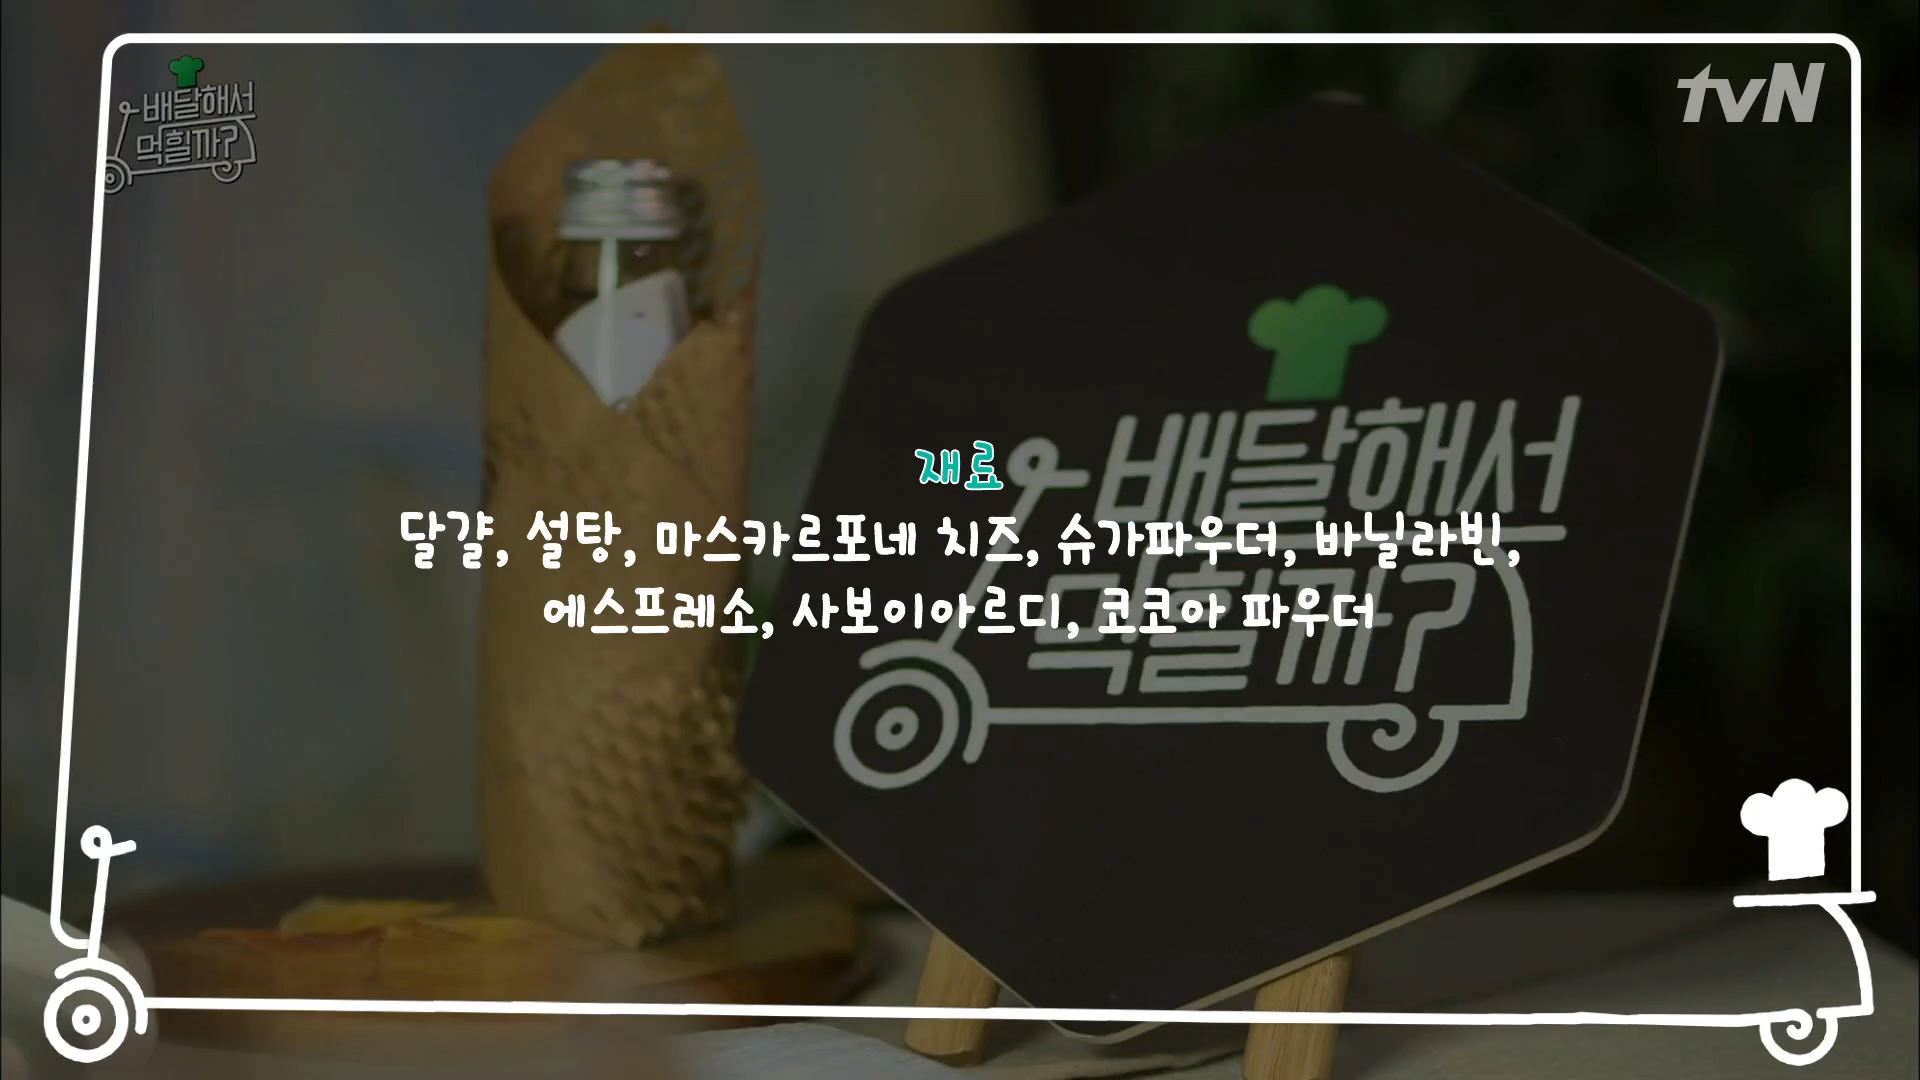 배달해서
먹힐까?
tvN
배달해서
먹힐까?
재료
달걀, 설탕, 마스카르포네 치즈, 슈가파우더, 바닐라빈,
에스프레소, 사보이아르디, 코코아 파우더